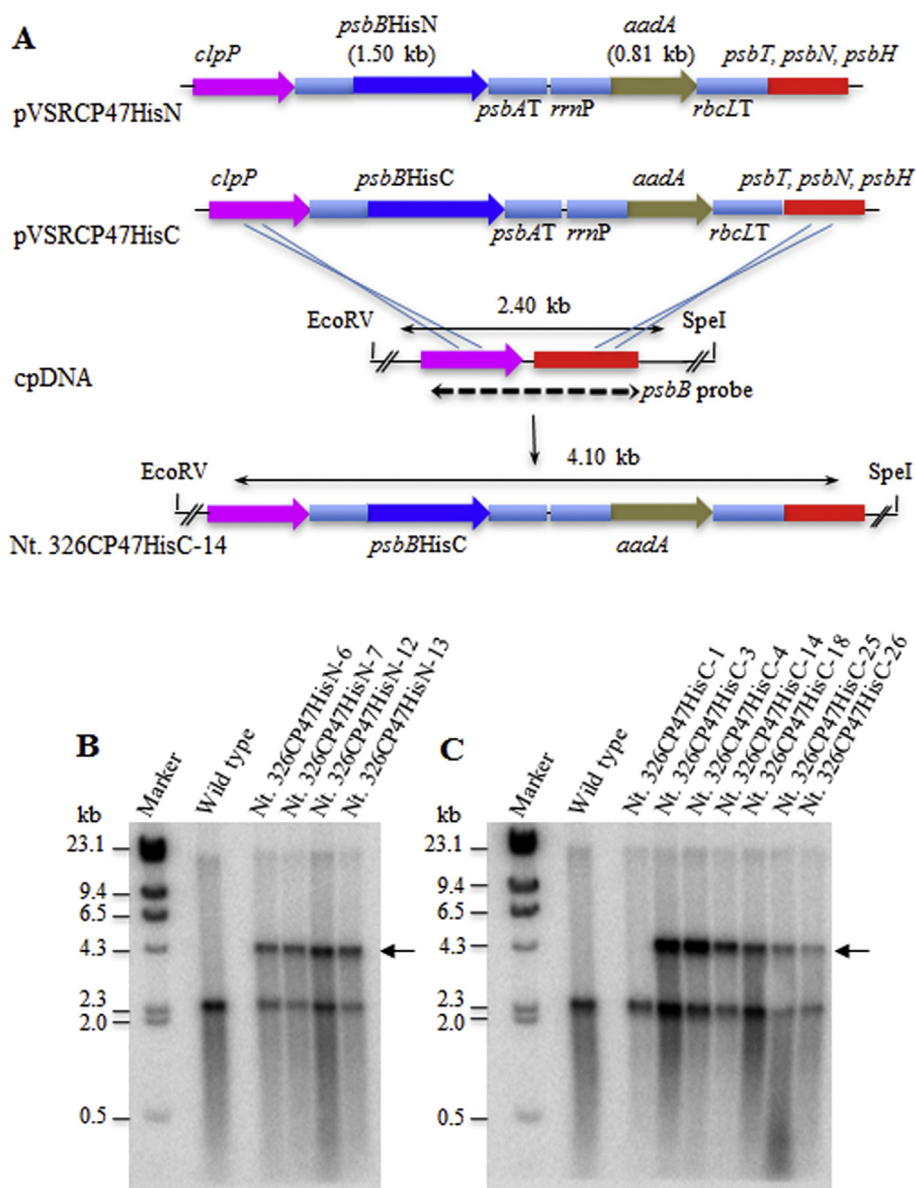 A
clpP
psbBHisN
(1.50 kb)
aadA
(0.81 kb)
psbT, psbN, psbH
psbAT
rrnP
rbcLT
pVSRCP47HisN
clpP
psbBHisC
aadA
psbT, psbN, psbH
psbAT
rrnP
rbcLT
pVSRCP47HisC
EcoRV
2.40 kb
SpeI
cpDNA
psbB probe
EcoRV
4.10 kb
SpeI
Nt. 326CP47HisC-14
psbBHisC
aadA
B
Marker
Wild type
Nt. 326CP47HisN-6
Nt. 326CP47HisN-7
Nt. 326CP47HisN-12
Nt. 326CP47HisN-13
kb
23.1
9.4
6.5
4.3
2.3
2.0
0.5
C
Marker
Wild type
Nt. 326CP47HisC-1
Nt. 326CP47HisC-3
Nt. 326CP47HisC-4
Nt. 326CP47HisC-14
Nt. 326CP47HisC-18
Nt. 326CP47HisC-25
Nt. 326CP47HisC-26
kb
23.1
9.4
6.5
4.3
2.3
2.0
0.5